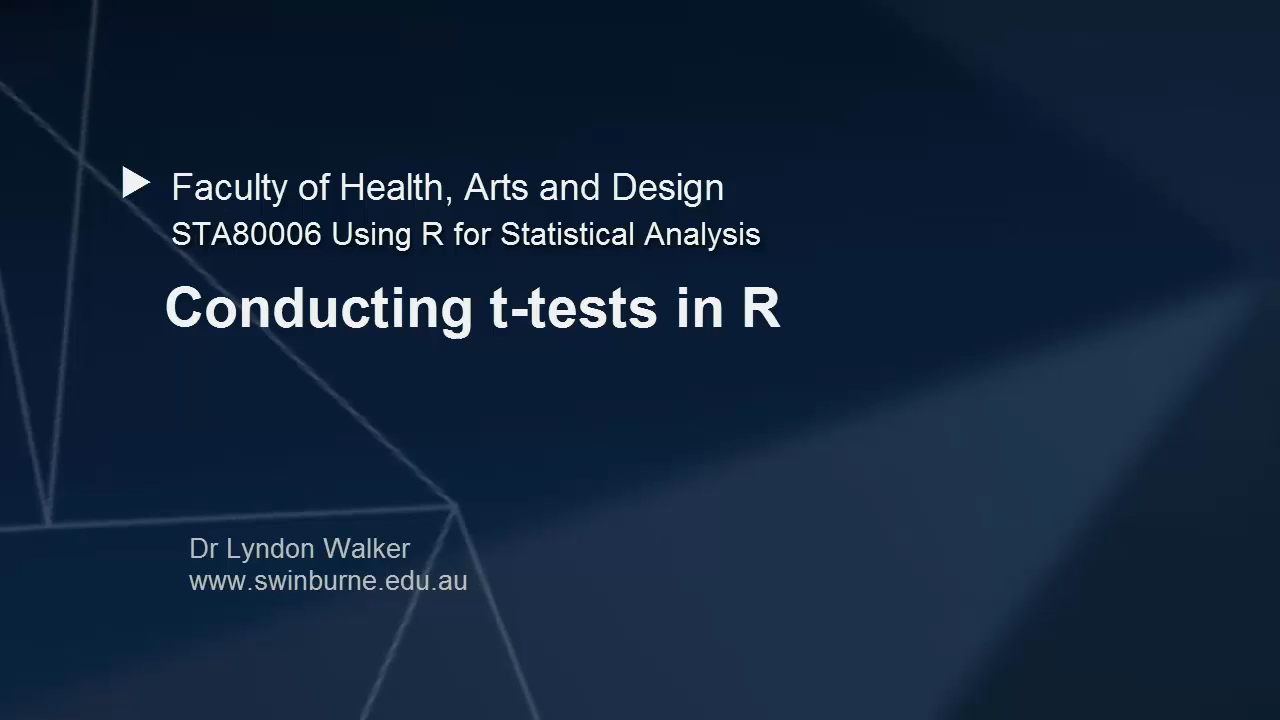 Faculty of Health, Arts and Design
STA80006 Using R for Statistical Analysis
Conducting t-tests in R
Dr Lyndon Walker
www.swinburne.edu.au